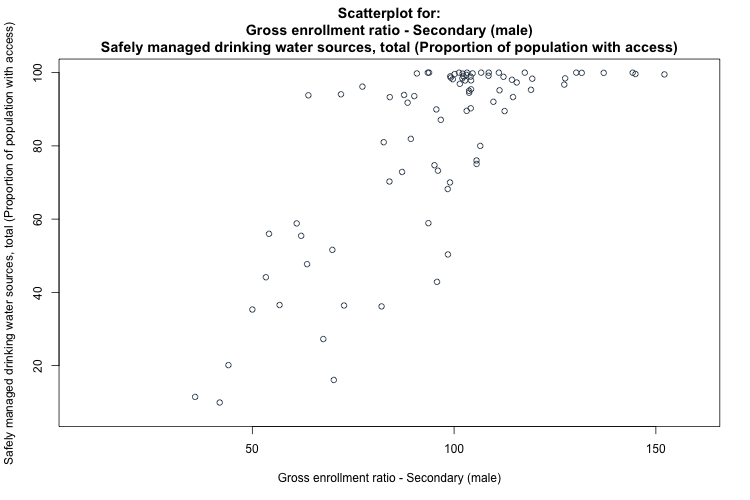 Scatterplot for:
Gross enrollment ratio - Secondary (male)
Safely managed drinking water sources, total (Proportion of population with access)
Safely managed drinking water sources, total (Proportion of population with access)
100
80
60
40
20
50 100 150
Gross enrollment ratio - Secondary (male)